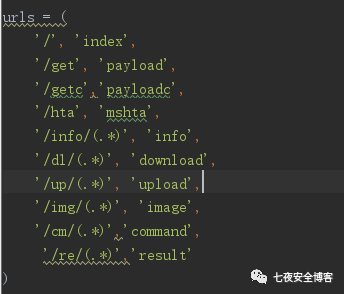 urls = (
'/', 'index',
'/get', 'payload',
'/getc','payloadc',
'/hta', 'mshta',
'/info/(.*)', 'info',
'/dl/(.*)', 'download',
'/up/(.*)', 'upload',
'/img/(.*)', 'image',
'/cm/(.*)','command',
'/re/(.*)','result'
)
七夜安全博客